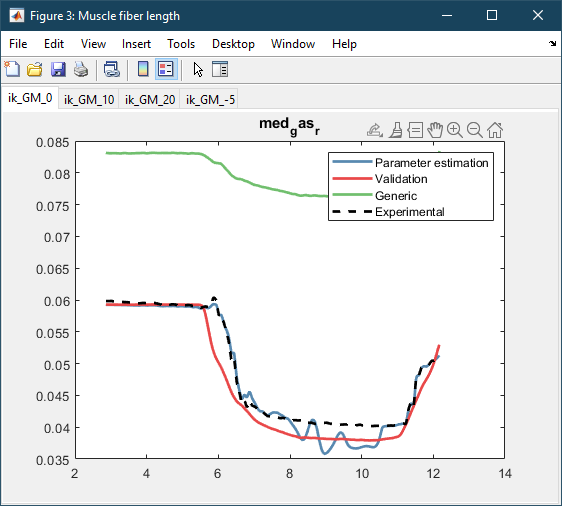 Figure 3: Muscle fiber length
File Edit View Insert Tools Desktop Window Help
ik_GM_0 ik_GM_10 ik_GM_20 ik_GM_-5
med_gas_r
0.085
0.08
0.075
0.07
0.065
0.06
0.055
0.05
0.045
0.04
0.035
Parameter estimation
Validation
Generic
Experimental
2 4 6 8 10 12 14